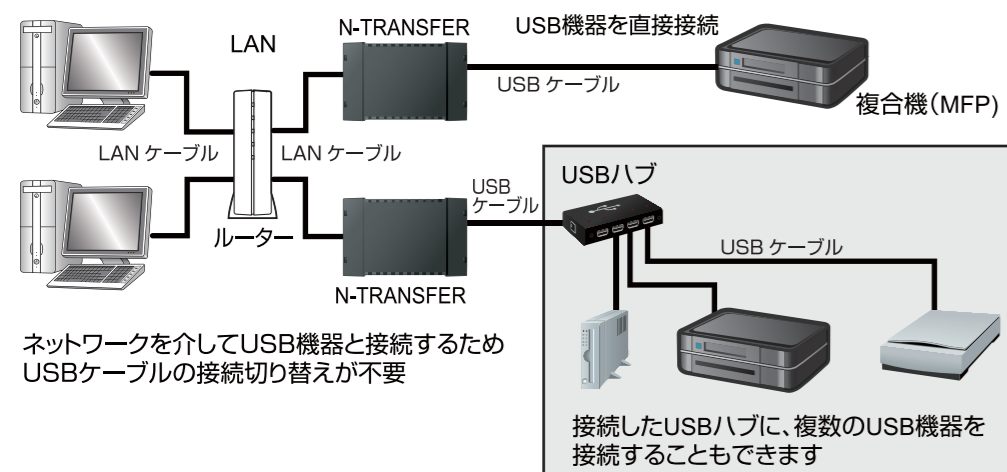 LAN
N-TRANSFER
USB機器を直接接続
USB ケーブル
複合機(MFP)
LAN ケーブル
LAN ケーブル
ルーター
N-TRANSFER
USB
ケーブル
USBハブ
USB ケーブル
ネットワークを介してUSB機器と接続するため
USBケーブルの接続切り替えが不要
接続したUSBハブに、複数のUSB機器を
接続することもできます